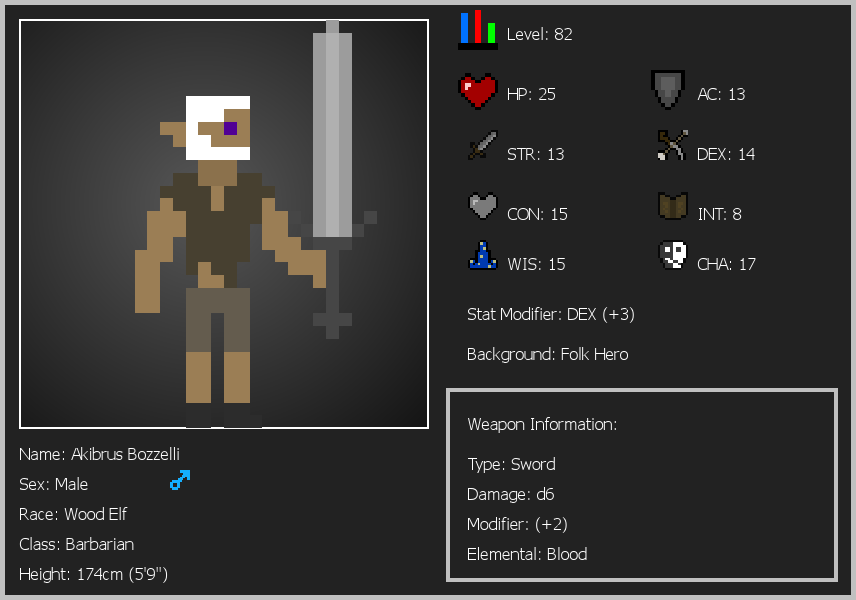 Level: 82
HP: 25
AC: 13
STR: 13
DEX: 14
CON: 15
INT: 8
WIS: 15
CHA: 17
Stat Modifier: DEX (+3)
Background: Folk Hero
Weapon Information:
Type: Sword
Damage: d6
Modifier: (+2)
Elemental: Blood
Name: Akibrus Bozzelli
Sex: Male
Race: Wood Elf
Class: Barbarian
Height: 174cm (5'9")